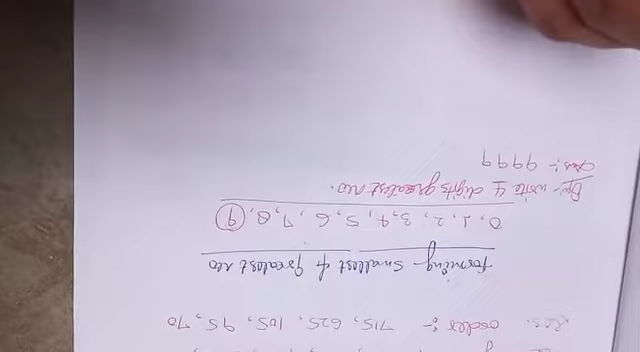 order :- 715, 625, 105, 95, 70
forming smallest & greatest no
0, 1, 2, 3, 4, 5, 6, 7, 8, 9
Q:- write 4 digits greatest no.
Ans :- 9999